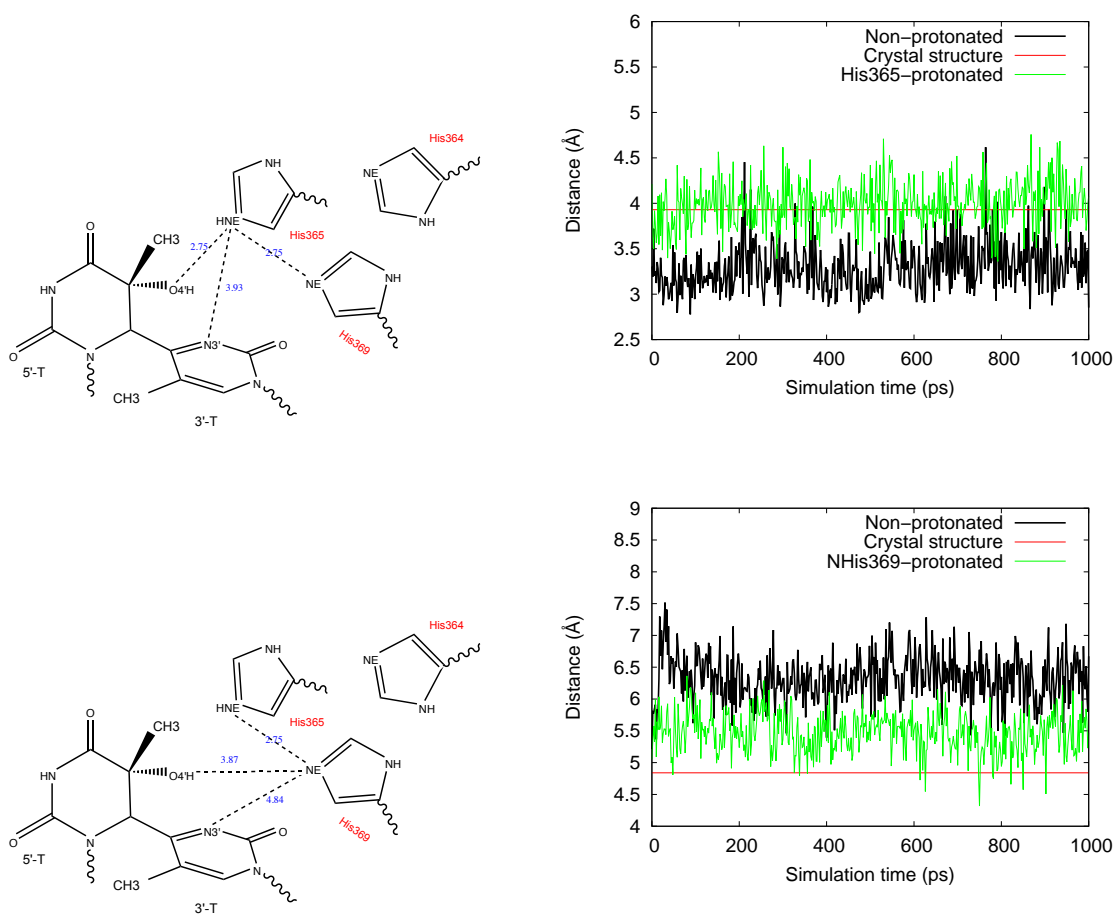 His364
NH
NE
HNE
NH
His365
2.75
2.75
O
CH3
NE
NH
HN
O4'H
3.93
His369
O
N
N3'
O
5'-T
CH3
N
3'-T
6
5.5
5
4.5
4
3.5
3
2.5
Distance (Å)
Non−protonated
Crystal structure
His365−protonated
0 200 400 600 800 1000
Simulation time (ps)
His364
NH
NE
HNE
NH
His365
2.75
O
CH3
3.87
NE
NH
HN
O4'H
4.84
His369
O
N
N3'
O
5'-T
CH3
N
3'-T
9
8.5
8
7.5
7
6.5
6
5.5
5
4.5
4
Distance (Å)
Non−protonated
Crystal structure
NHis369−protonated
0 200 400 600 800 1000
Simulation time (ps)